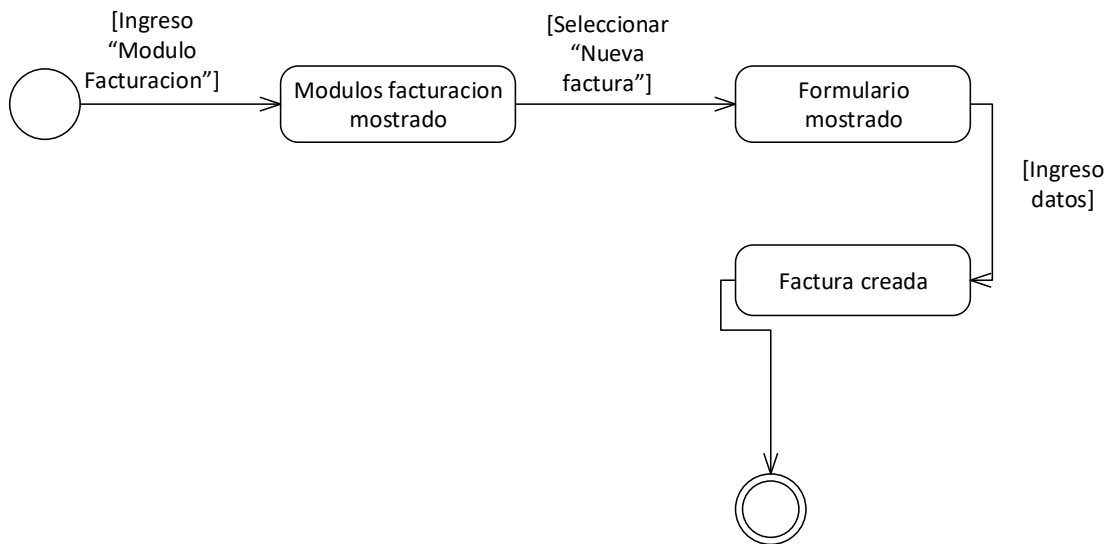 [Ingreso
“Modulo
Facturacion”]
Modulos facturacion
mostrado
[Seleccionar
“Nueva
factura”]
Formulario
mostrado
[Ingreso
datos]
Factura creada